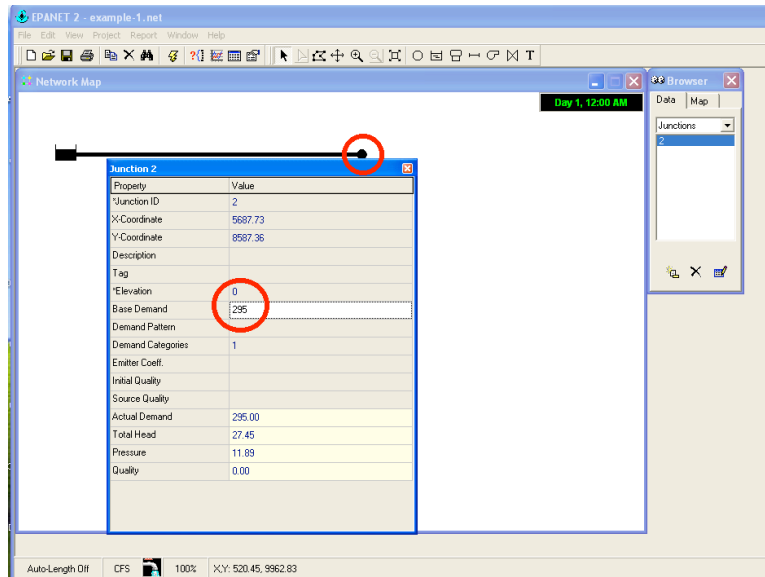 EPANET 2 - example-1.net
File Edit View Project Report Window Help
T
Network Map
Day 1, 12:00 AM
Browser
Data Map
Junctions
2
Junction 2
Property Value
*Junction ID 2
X-Coordinate 5687.73
Y-Coordinate 8587.36
Description
Tag
*Elevation 0
Base Demand 295
Demand Pattern
Demand Categories 1
Emitter Coeff.
Initial Quality
Source Quality
Actual Demand 295.00
Total Head 27.45
Pressure 11.89
Quality 0.00
Auto-Length Off CFS 100% X,Y: 520.45, 9962.83